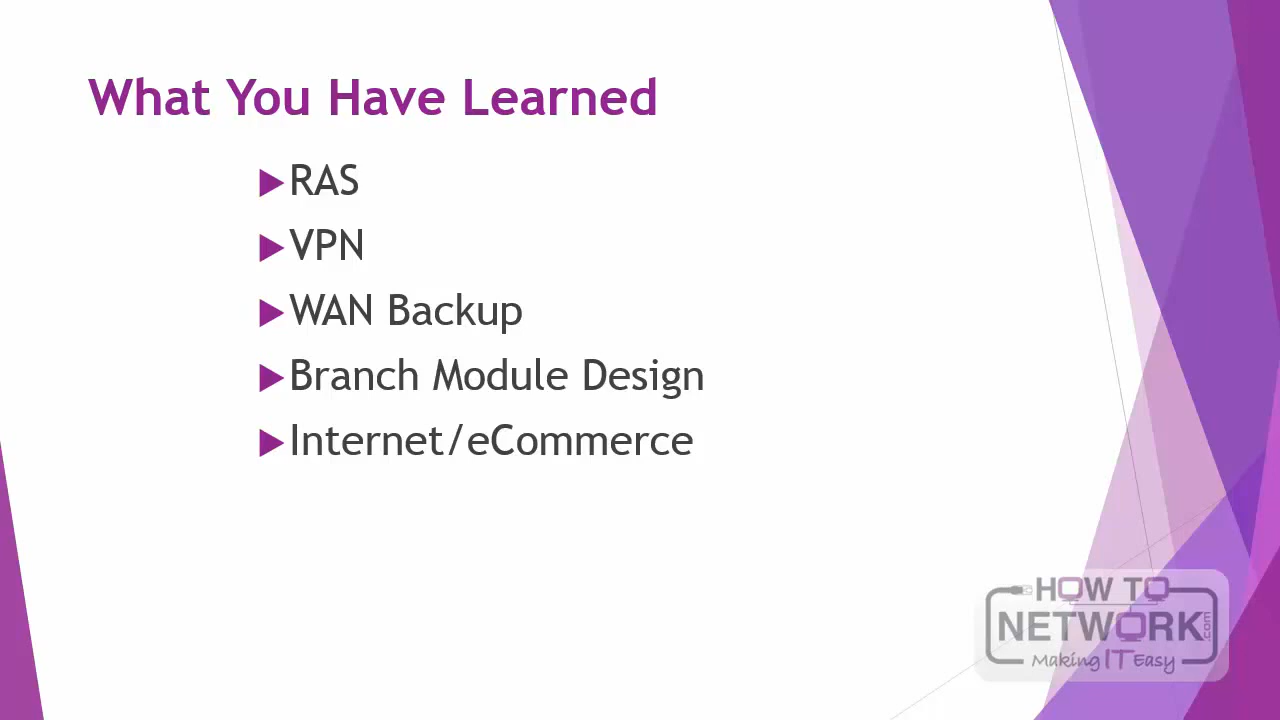 What You Have Learned
RAS
VPN
WAN Backup
Branch Module Design
Internet/eCommerce
HOW TO
NETWORK.com
Making IT Easy